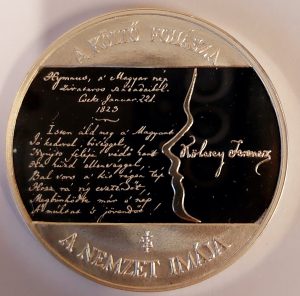 A KÖLTŐ FOHÁSZA
Hymnus, a' Magyar nép
zivataros századaiból.
Cseke, Januar. 22d.
1823
Isten áldd meg a' Magyart
Jó kedvvel, bőséggel,
Nyújts feléje védő kart
Ha küzd ellenséggel;
Bal sors a' kit régen tép
Hozz rá víg esztendőt,
Megbűnhődte már e' nép
A' múltat 's jövendőt!
Kölcsey Ferencz
A NEMZET IMÁJA